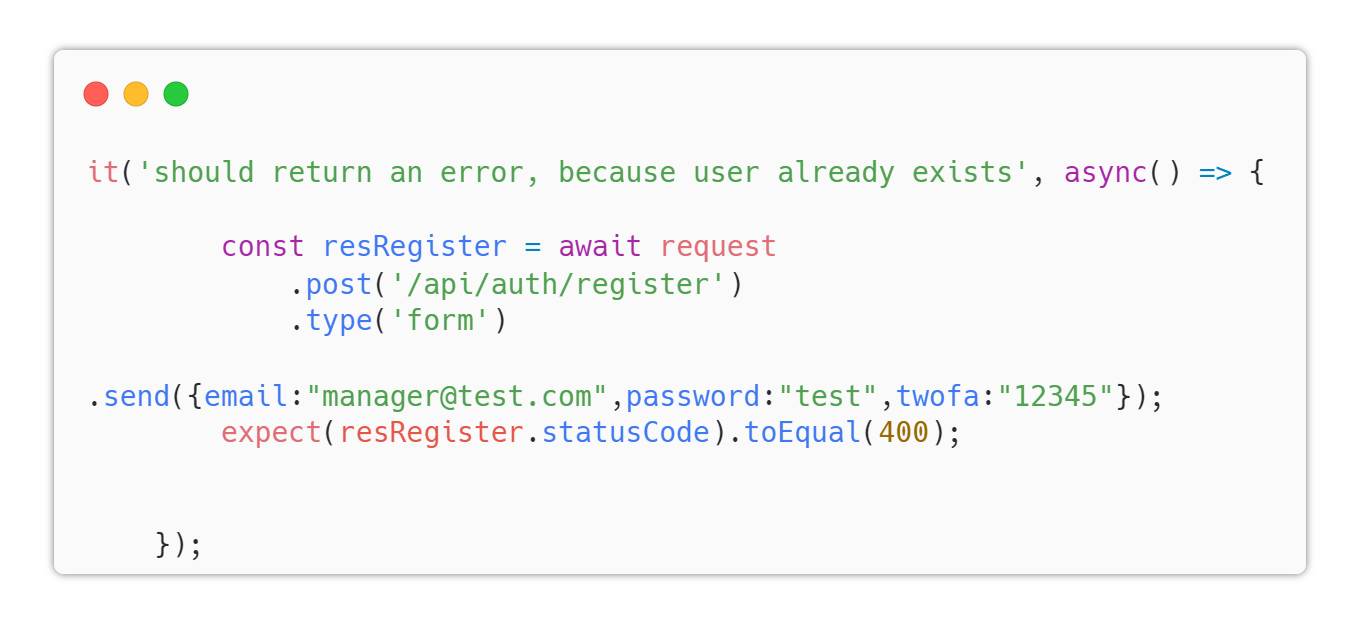 it('should return an error, because user already exists', async() => {
const resRegister = await request
.post('/api/auth/register')
.type('form')
.send({email:"manager@test.com",password:"test",twofa:"12345"});
expect(resRegister.statusCode).toEqual(400);
});